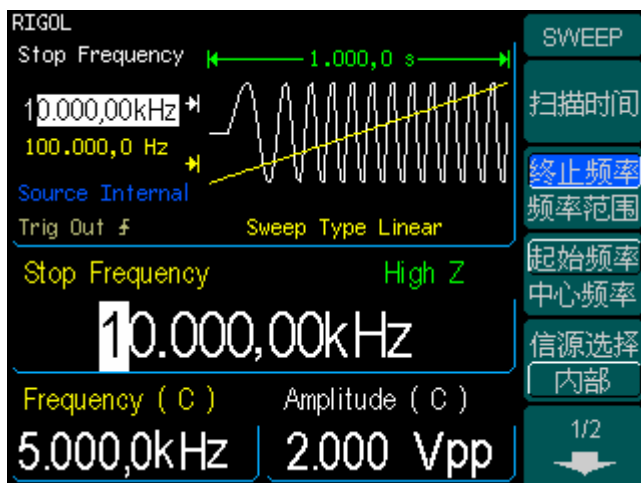 RIGOL
Stop Frequency
1.000,0 s
10.000,00kHz
100.000,0 Hz
Source Internal
Trig Out
Sweep Type Linear
Stop Frequency
High Z
10.000,00kHz
Frequency ( C )
Amplitude ( C )
5.000,0kHz
2.000 Vpp
SWEEP
扫描时间
终止频率
频率范围
起始频率
中心频率
信源选择
内部
1/2